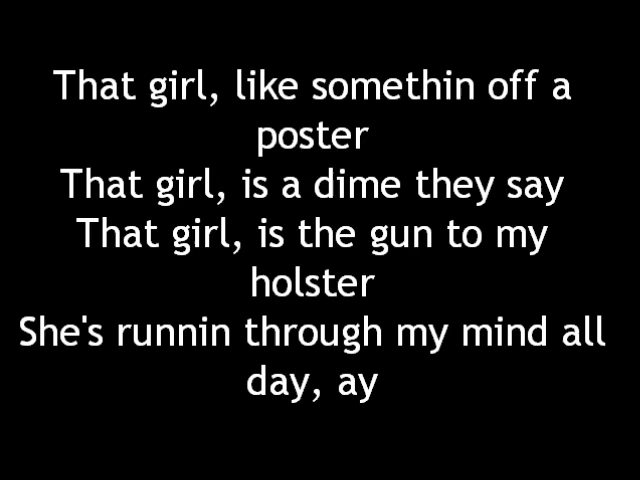 That girl, like somethin off a
poster
That girl, is a dime they say
That girl, is the gun to my
holster
She's runnin through my mind all
day, ay